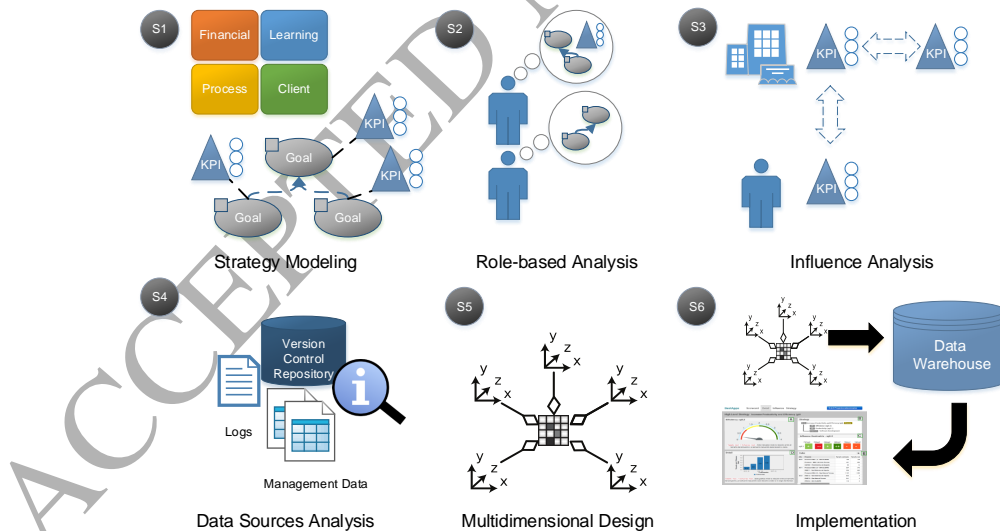 S1
Financial
Learning
Process
Client
KPI
KPI
KPI
Goal
Goal
Goal
Strategy Modeling
S2
Role-based Analysis
S3
KPI
KPI
KPI
Influence Analysis
S4
Version
Control
Repository
Logs
Management Data
Data Sources Analysis
S5
y
z
x
y
z
x
y
z
x
y
z
x
y
z
x
Multidimensional Design
S6
y
z
x
y
z
x
y
z
x
y
z
x
y
z
x
Data
Warehouse
Implementation
ACCEPTED